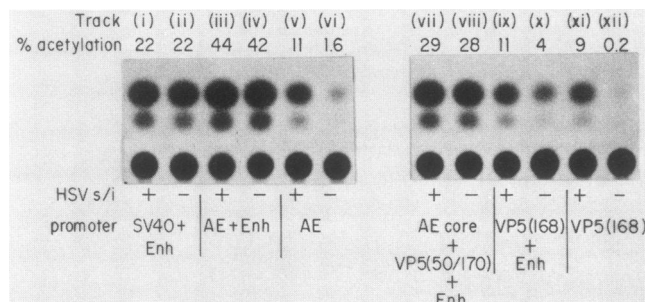 Track (i) (ii) (iii) (iv) (v) (vi) (vii) (viii) (ix) (x) (xi) (xii)
% acetylation 22 22 44 42 11 1.6 29 28 11 4 9 0.2
HSV s/i + − + − + − + − + − + −
promoter SV40+ AE+Enh AE AE core VP5(168) VP5(168)
Enh + +
VP5(50/170) Enh
+
Enh